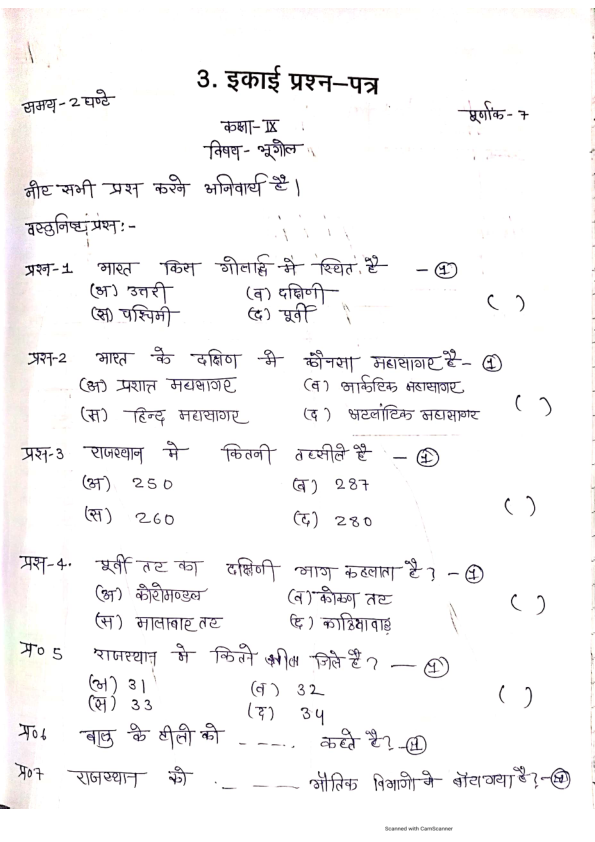 3. इकाई प्रश्न–पत्र
समय - 2 घण्टे
पूर्णांक - 7
कक्षा - IX
विषय - भूगोल
नोट सभी प्रश्न करने अनिवार्य है।
वस्तुनिष्ठ प्रश्न :-
प्रश्न-1 भारत किस गोलार्द्ध मे स्थित है - ①
(अ) उत्तरी (ब) दक्षिणी
(स) पश्चिमी (द) पूर्वी ( )
प्रश्न-2 भारत के दक्षिण मे कौनसा महासागर है - ①
(अ) प्रशात महासागर (ब) आर्कटिक महासागर
(स) हिन्द महासागर (द) अटलांटिक महासागर ( )
प्रश्न-3 राजस्थान मे कितनी तहसीले है - ①
(अ) 250 (ब) 287
(स) 260 (द) 280 ( )
प्रश्न-4. पूर्वी तट का दक्षिणी भाग कहलाता है ? - ①
(अ) कोरोमण्डल (ब) कोकण तट ( )
(स) मालाबार तट (द) काठियावाड़
प्र० 5 राजस्थान मे कितने जिले है ? - ①
(अ) 31 (ब) 32 ( )
(स) 33 (द) 34
प्र०6 बालु के टीलो को - - - - . कहते है ? - ①
प्र०7 राजस्थान को . - - - भौतिक विभागो मे बाँटा गया है ? - ①
Scanned with CamScanner